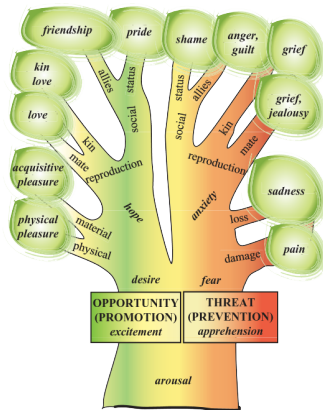 friendship
pride
shame
anger,
guilt
grief
kin
love
grief,
jealousy
love
acquisitive
pleasure
physical
pleasure
sadness
pain
allies
status
social
status
allies
social
kin
mate
reproduction
kin
mate
reproduction
material
physical
hope
anxiety
loss
damage
desire
fear
OPPORTUNITY
(PROMOTION)
excitement
THREAT
(PREVENTION)
apprehension
arousal